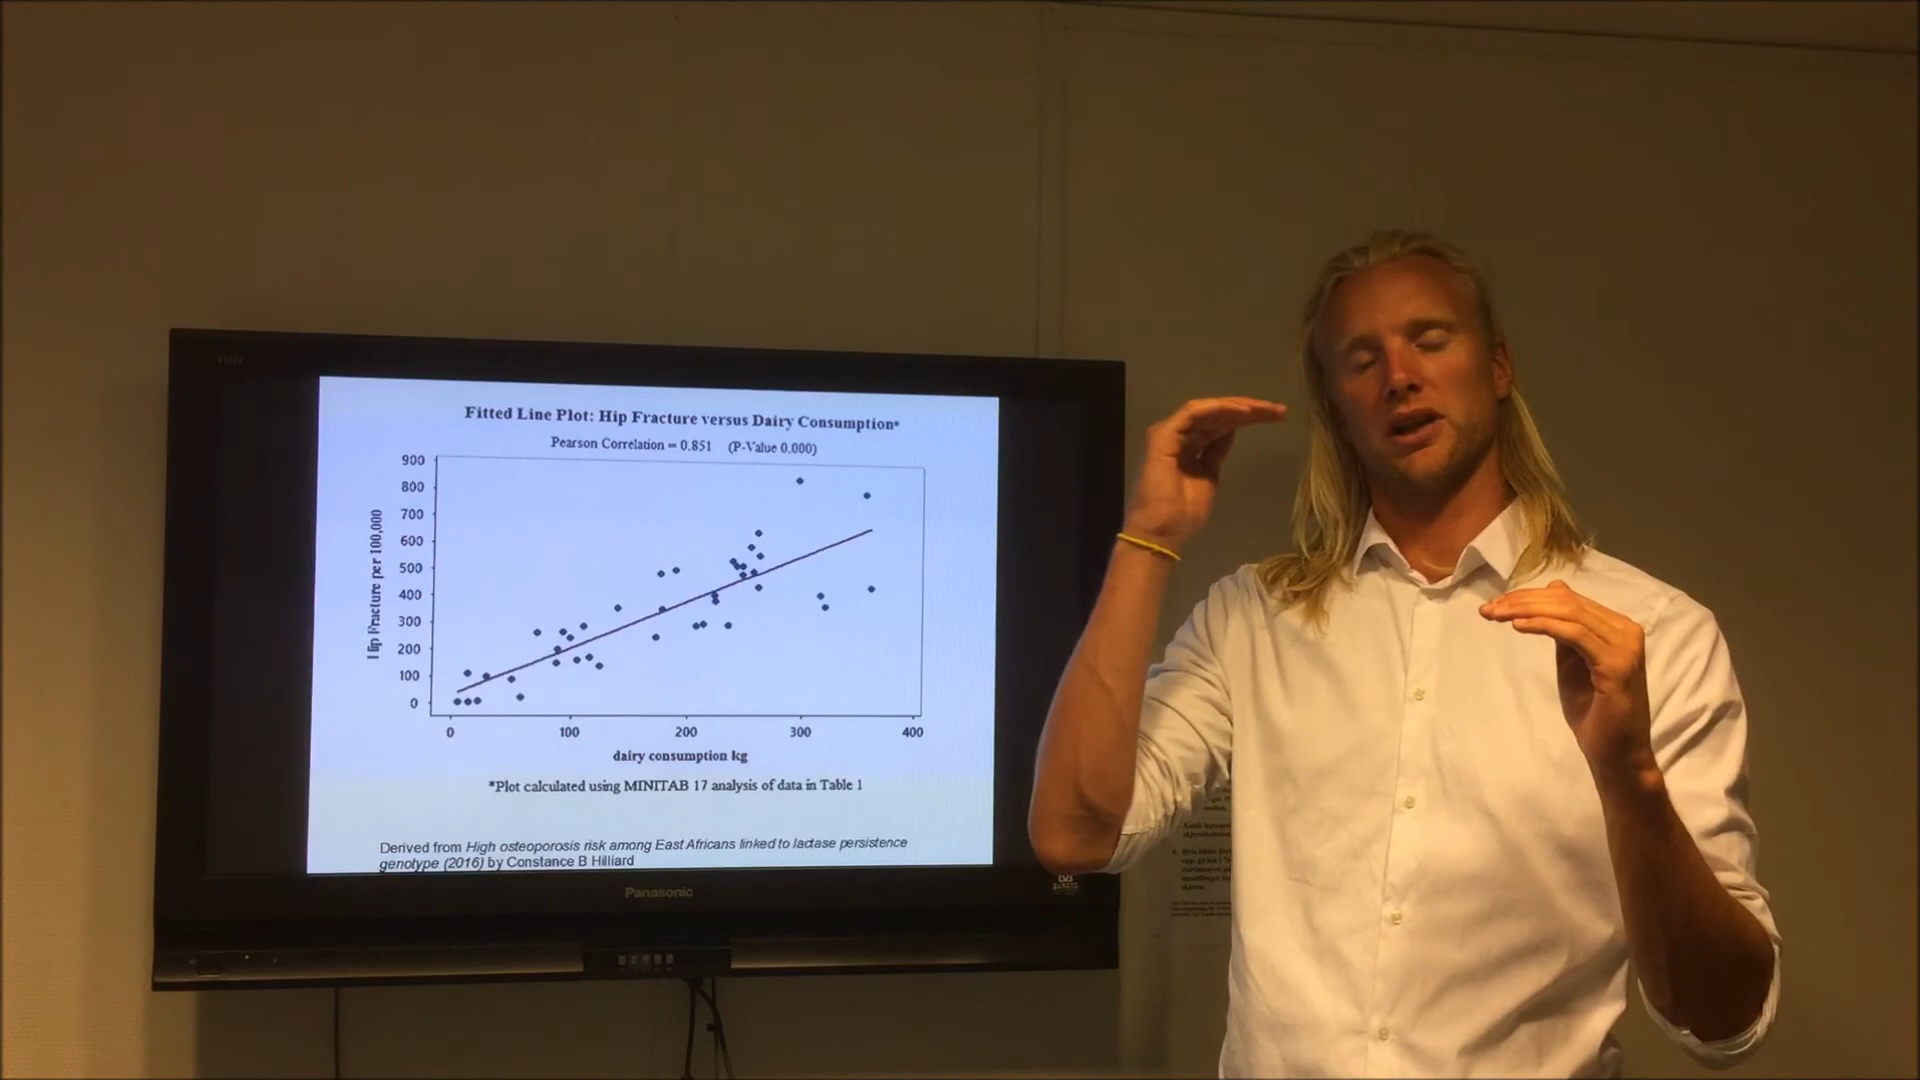 Fitted Line Plot: Hip Fracture versus Dairy Consumption*
Pearson Correlation = 0.851 (P-Value 0.000)
900
800
700
600
500
400
300
200
100
0
Hip Fracture per 100,000
0 100 200 300 400
dairy consumption kg
*Plot calculated using MINITAB 17 analysis of data in Table 1
Derived from High osteoporosis risk among East Africans linked to lactase persistence
genotype (2016) by Constance B Hilliard
Panasonic